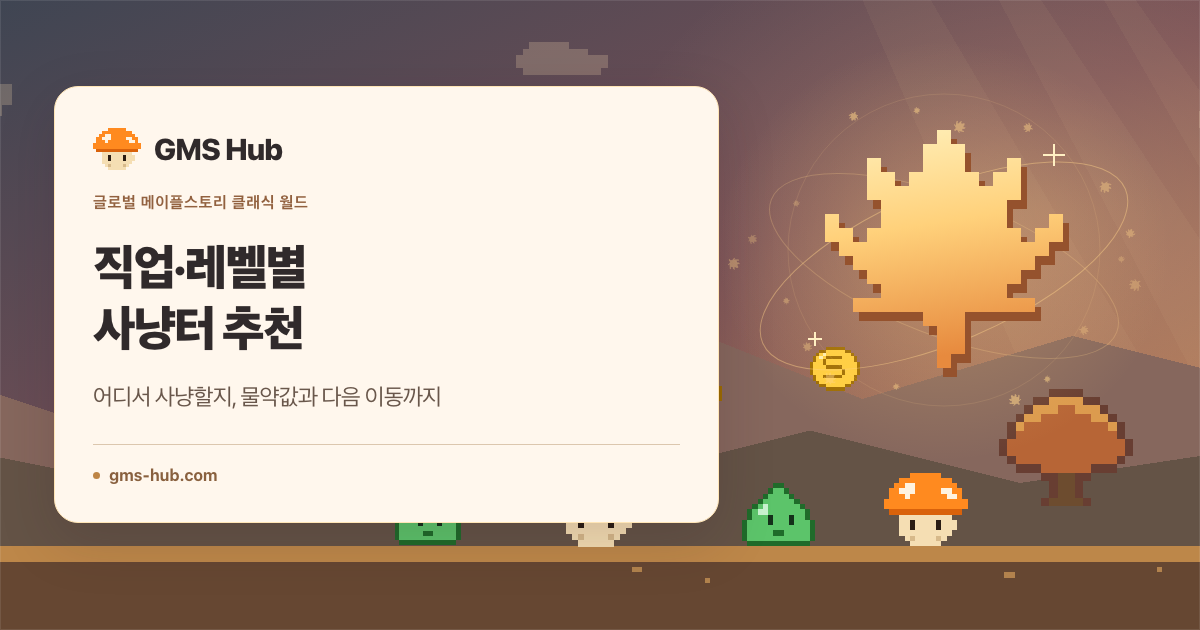 GMS Hub
글로벌 메이플스토리 클래식 월드
직업·레벨별
사냥터 추천
어디서 사냥할지, 물약값과 다음 이동까지
gms-hub.com